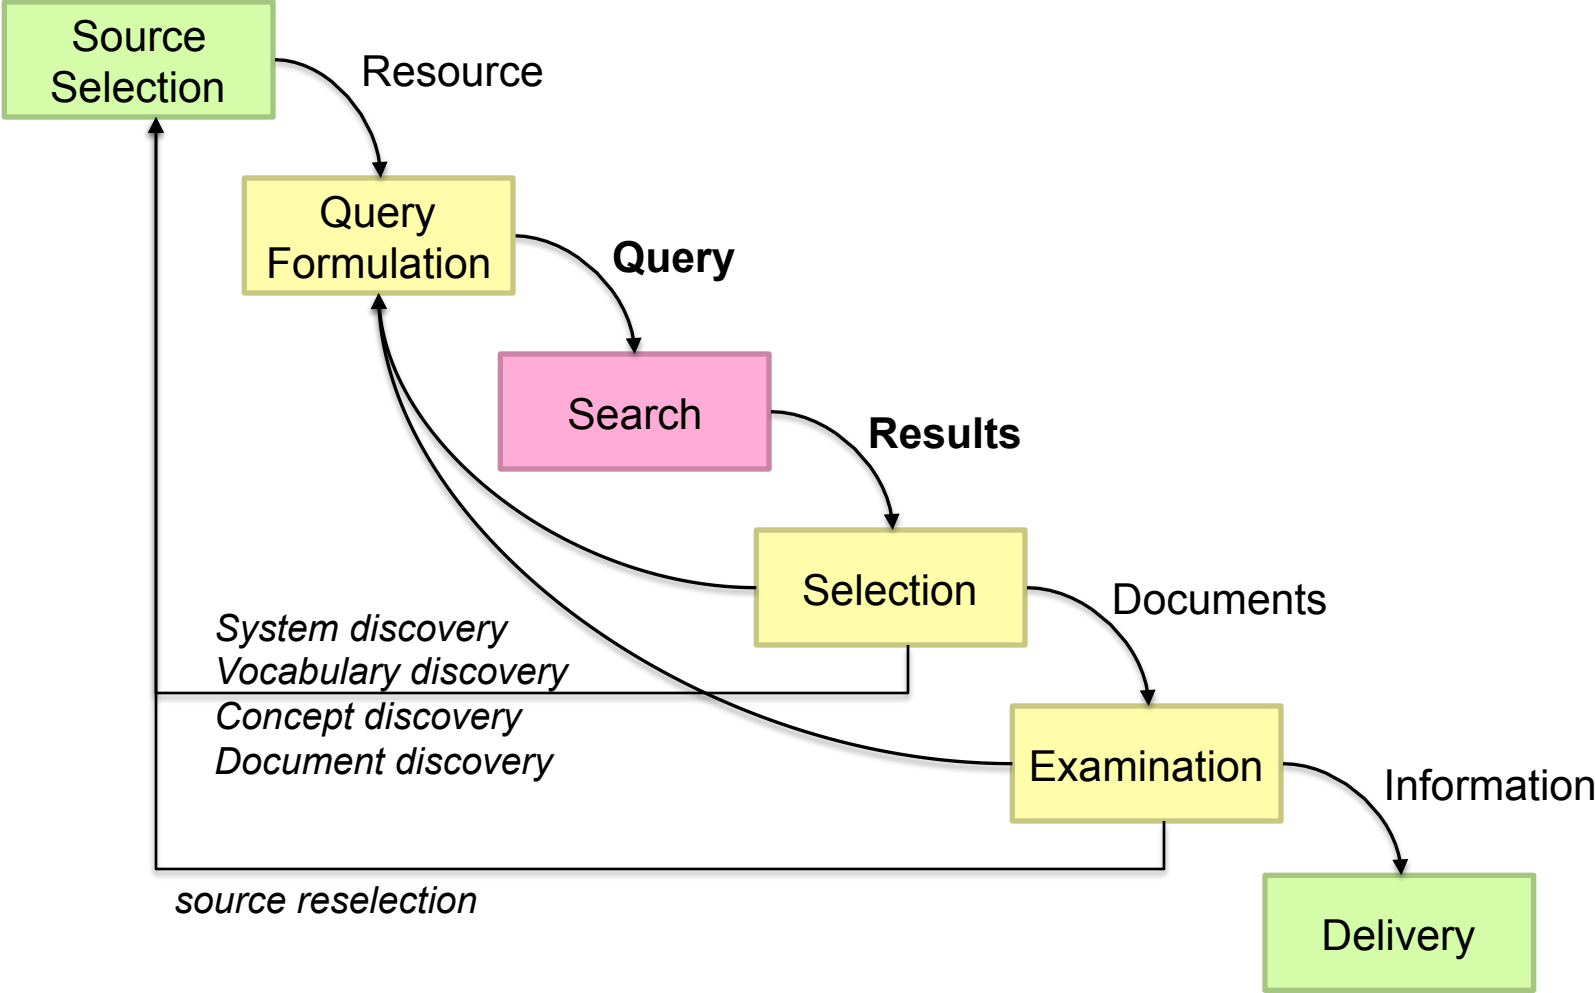 Source
Selection
Resource
Query
Formulation
Query
Search
Results
Selection
Documents
System discovery
Vocabulary discovery
Concept discovery
Document discovery
Examination
Information
source reselection
Delivery